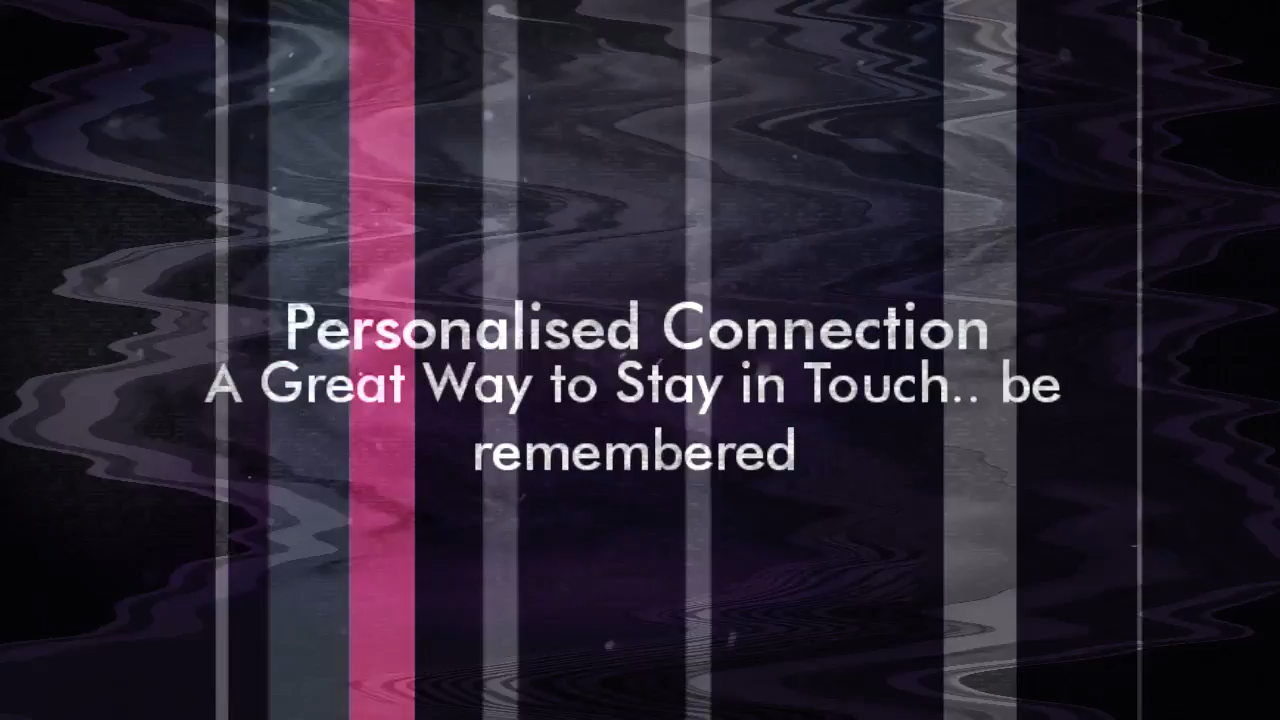 Personalised Connection
A Great Way to Stay in Touch.. be
remembered